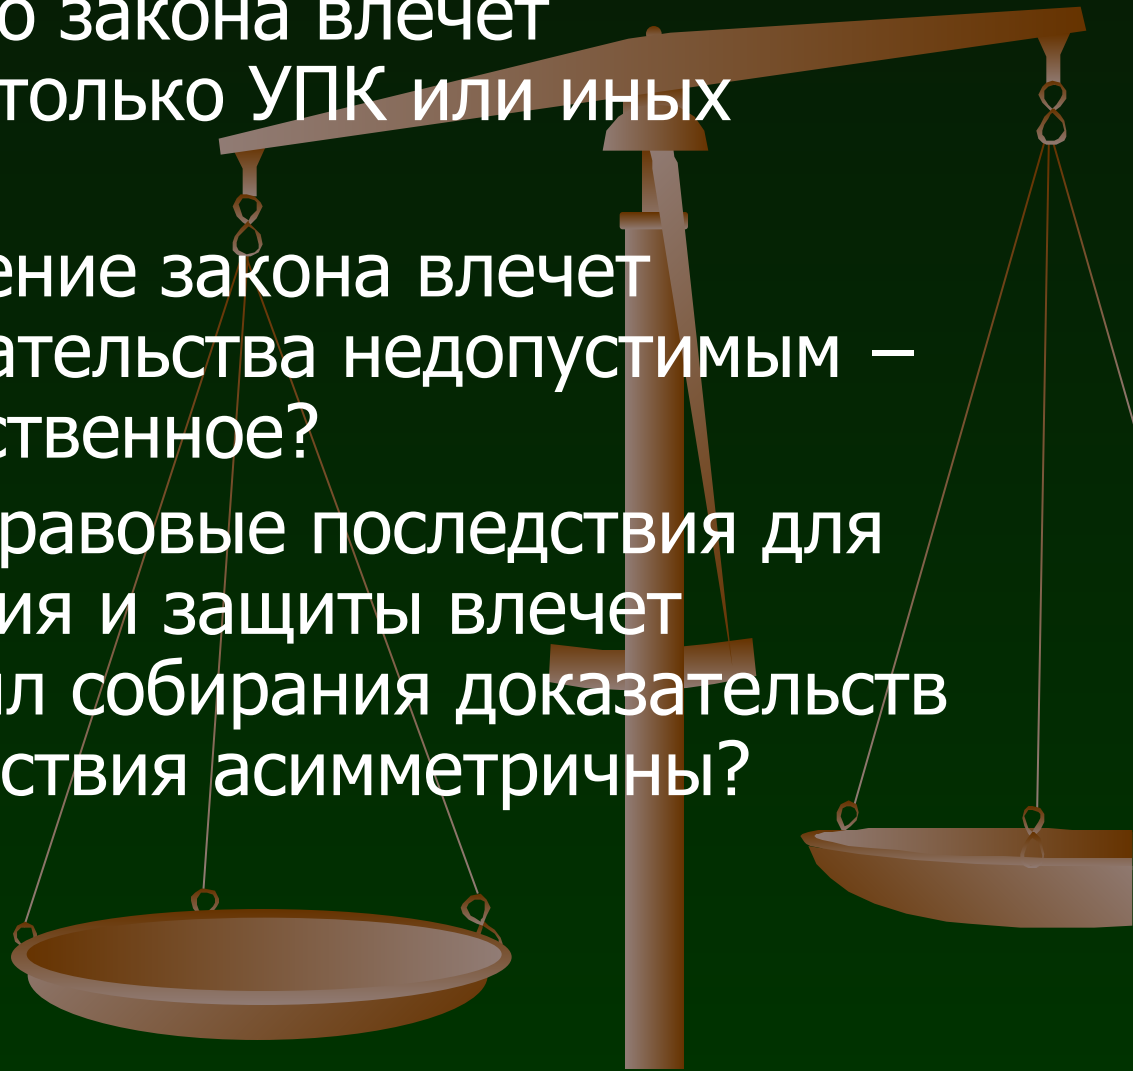 о закона влечет
только УПК или иных
ение закона влечет
ательства недопустимым –
ственное?
равовые последствия для
ия и защиты влечет
ил собирания доказательств
ствия асимметричны?